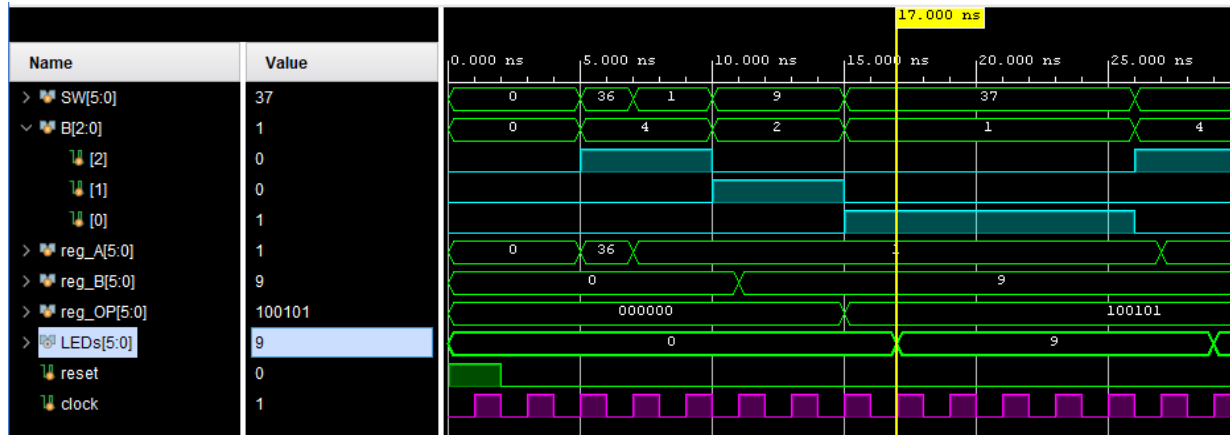 17.000 ns
Name Value 0.000 ns 5.000 ns 10.000 ns 15.000 ns 20.000 ns 25.000 ns
SW[5:0] 37 0 36 1 9 37
B[2:0] 1 0 4 2 1 4
[2] 0
[1] 0
[0] 1
reg_A[5:0] 1 0 36 1
reg_B[5:0] 9 0 9
reg_OP[5:0] 100101 000000 100101
LEDs[5:0] 9 0 9
reset 0
clock 1